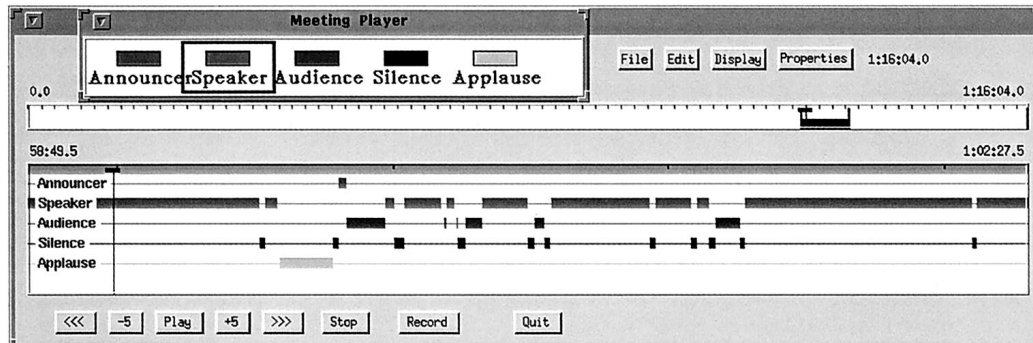 Meeting Player
Announcer Speaker Audience Silence Applause
File Edit Display Properties 1:16:04.0
0.0 1:16:04.0
58:49.5 1:02:27.5
Announcer
Speaker
Audience
Silence
Applause
<<< -5 Play +5 >>> Stop Record Quit